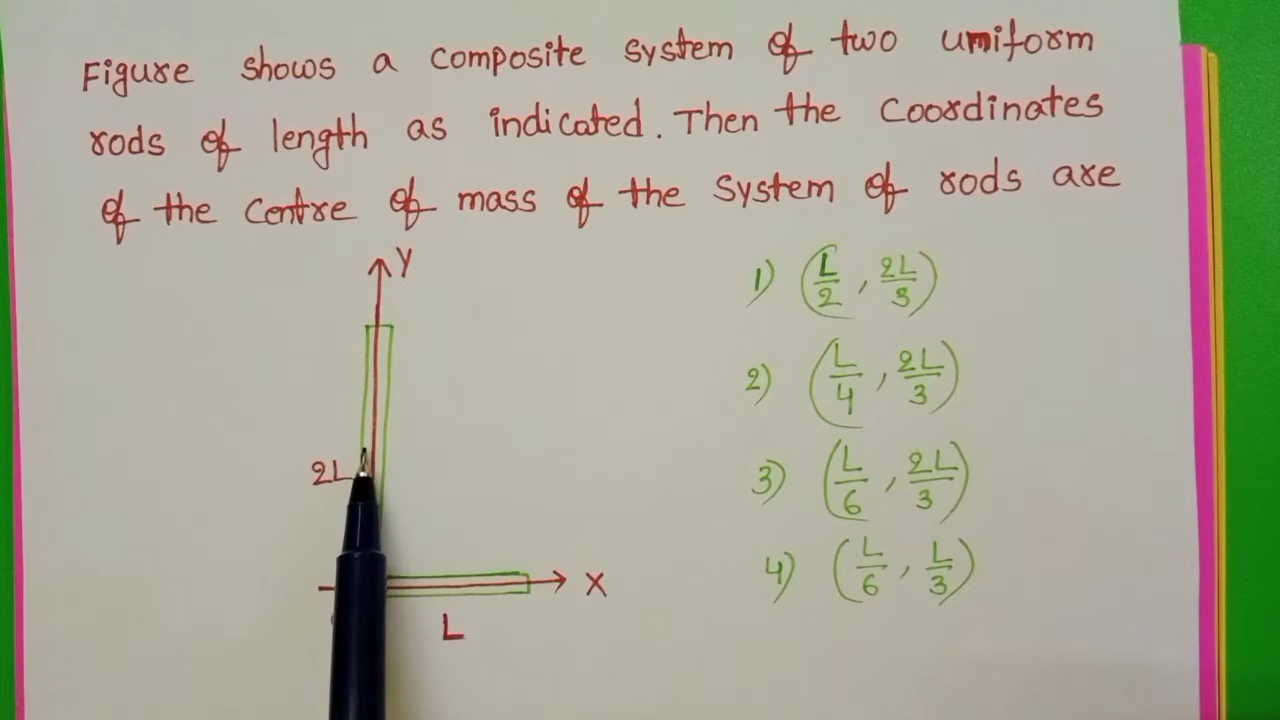 Figure shows a composite system of two uniform
rods of length as indicated. Then the coordinates
of the centre of mass of the system of rods are
Y
1) (L/2, 2L/3)
2) (L/4, 2L/3)
2L
3) (L/6, 2L/3)
4) (L/6, L/3)
X
L